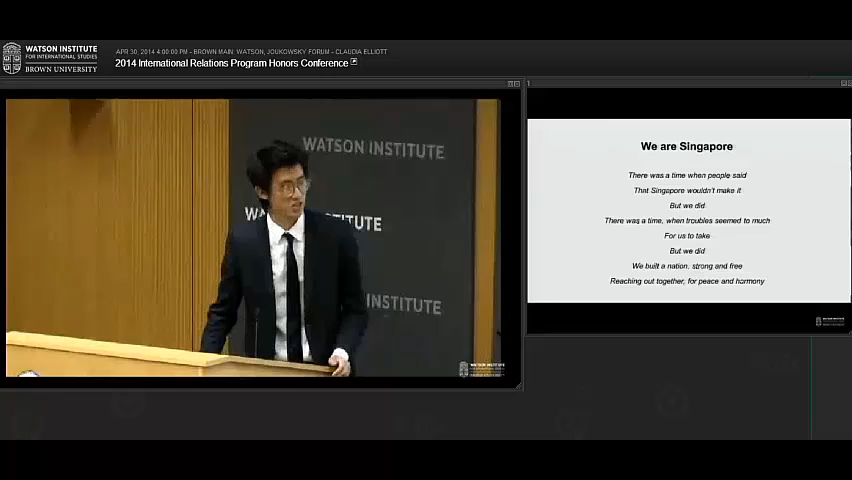 WATSON INSTITUTE
FOR INTERNATIONAL STUDIES
BROWN UNIVERSITY
APR 30, 2014 4:00:00 PM - BROWN MAIN: WATSON, JOUKOWSKY FORUM - CLAUDIA ELLIOTT
2014 International Relations Program Honors Conference
WATSON INSTITUTE
WA
TUTE
INSTITUTE
WATSON INSTITUTE
1
We are Singapore
There was a time when people said
That Singapore wouldn't make it
But we did
There was a time, when troubles seemed to much
For us to take
But we did
We built a nation, strong and free
Reaching out together, for peace and harmony